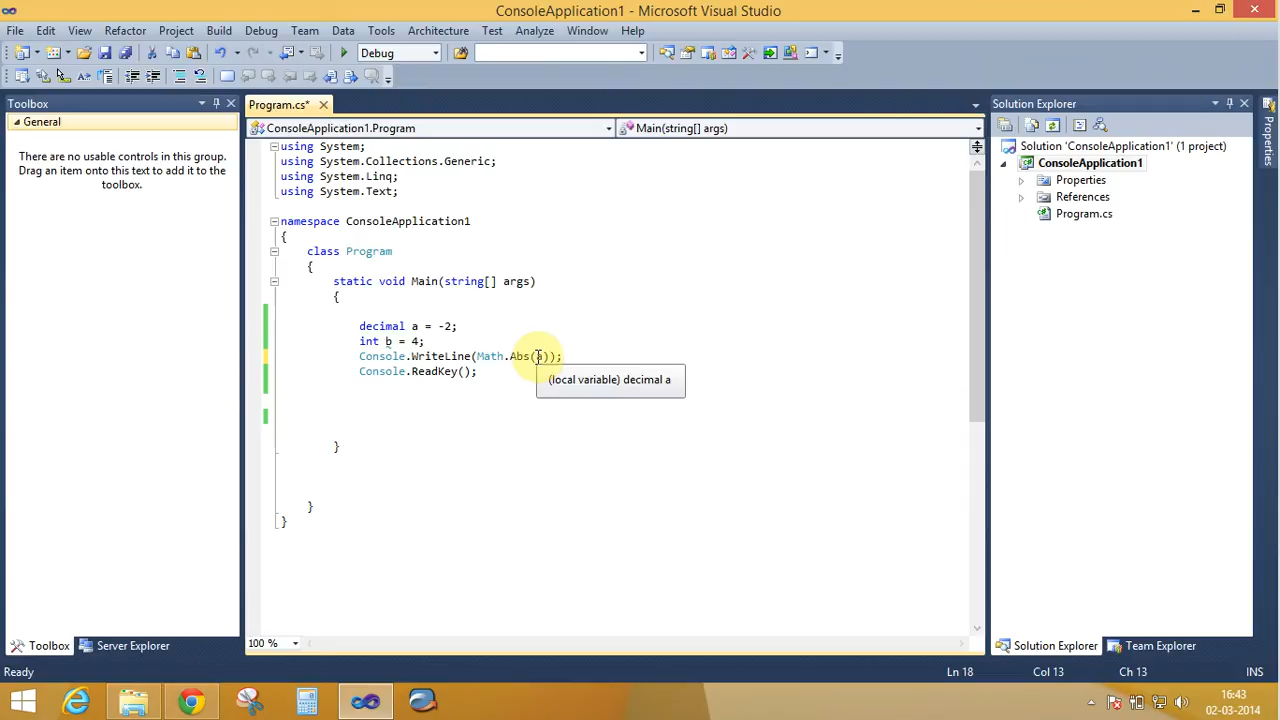 ConsoleApplication1 - Microsoft Visual Studio
File Edit View Refactor Project Build Debug Team Data Tools Architecture Test Analyze Window Help
Debug
Toolbox
General
There are no usable controls in this group.
Drag an item onto this text to add it to the
toolbox.
Toolbox Server Explorer
Program.cs*
ConsoleApplication1.Program Main(string[] args)
using System;
using System.Collections.Generic;
using System.Linq;
using System.Text;
namespace ConsoleApplication1
{
class Program
{
static void Main(string[] args)
{
decimal a = -2;
int b = 4;
Console.WriteLine(Math.Abs(a));
Console.ReadKey();
(local variable) decimal a
}
}
}
100 %
Solution Explorer
Solution 'ConsoleApplication1' (1 project)
ConsoleApplication1
Properties
References
Program.cs
Solution Explorer Team Explorer
Properties
Ready Ln 18 Col 13 Ch 13 INS
16:43
02-03-2014